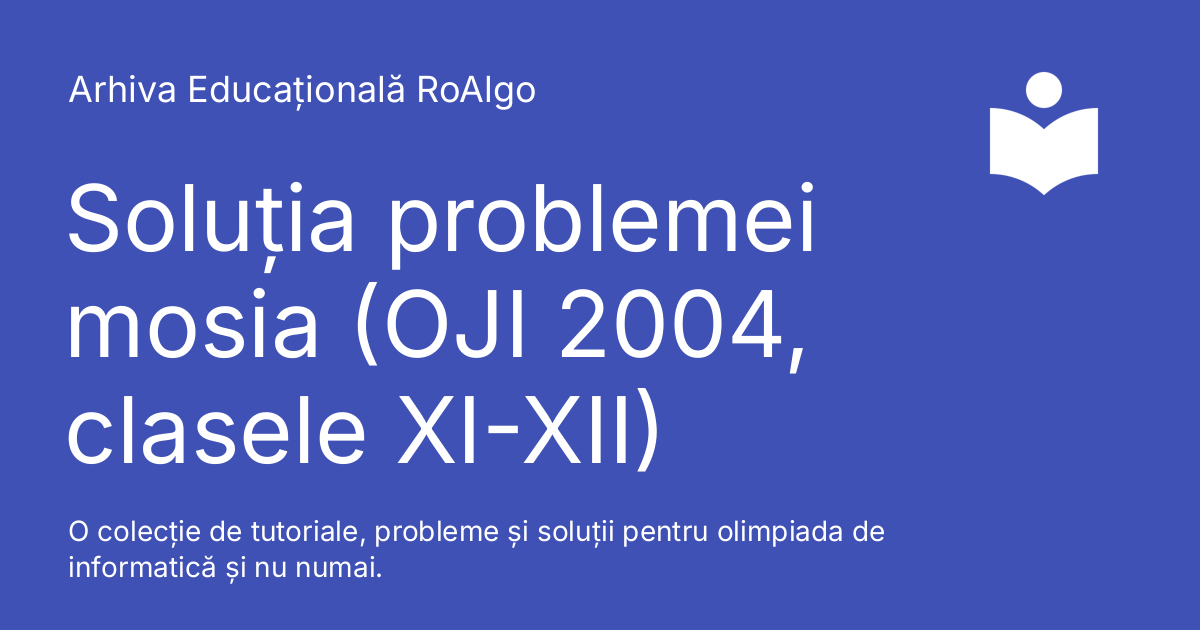 Arhiva Educațională RoAlgo
Soluția problemei
mosia (OJI 2004,
clasele XI-XII)
O colecție de tutoriale, probleme și soluții pentru olimpiada de
informatică și nu numai.